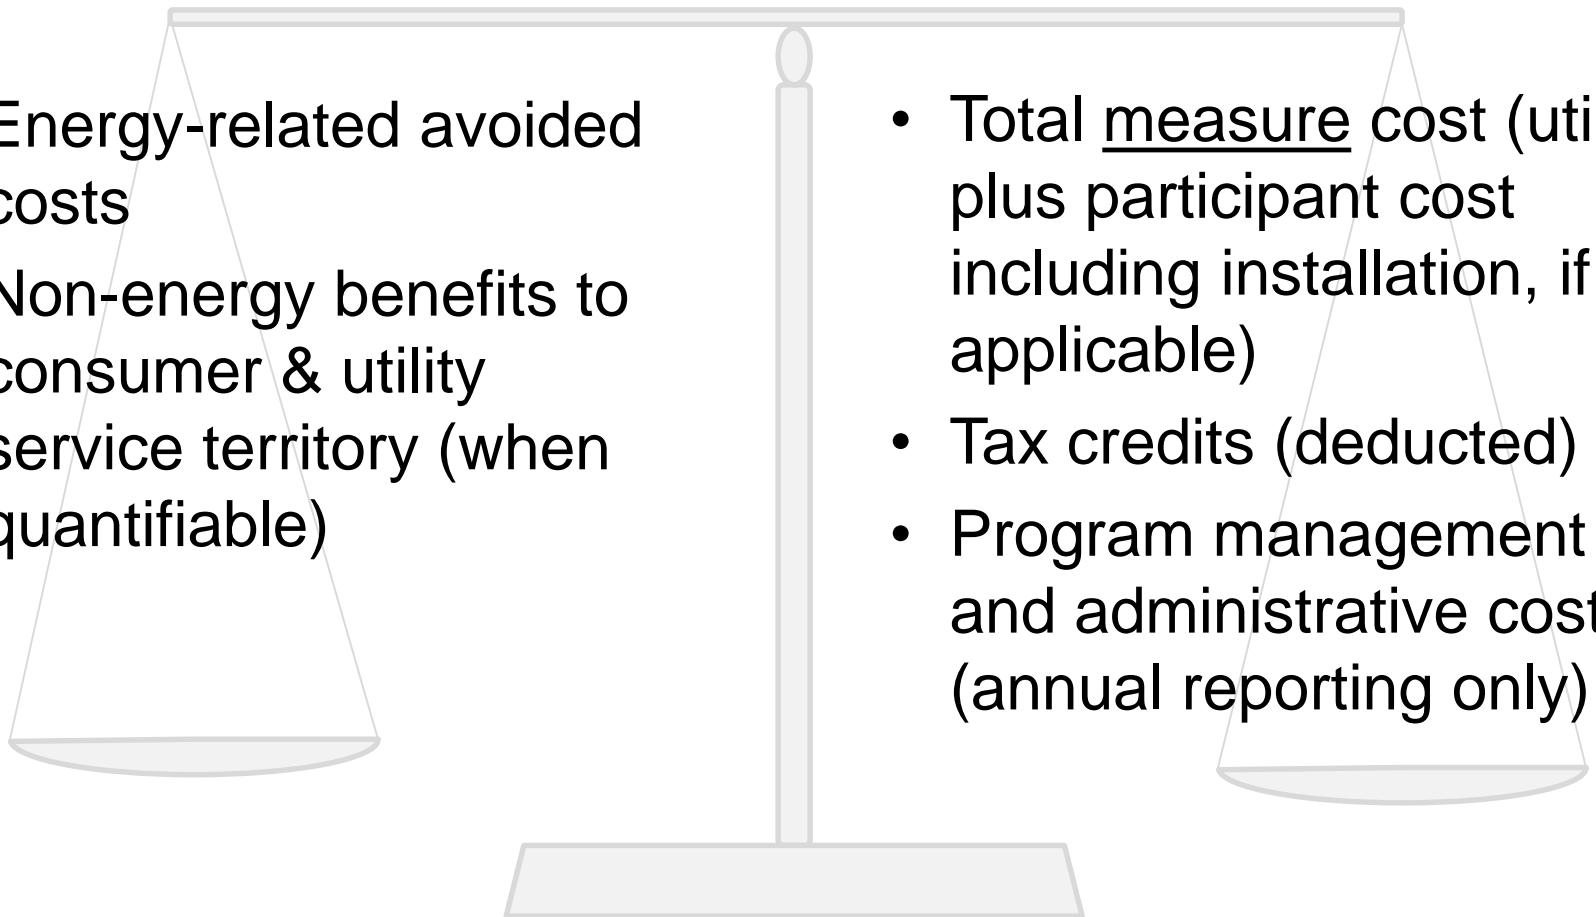 Energy-related avoided
costs
Non-energy benefits to
consumer & utility
service territory (when
quantifiable)
• Total measure cost (uti
plus participant cost
including installation, if
applicable)
• Tax credits (deducted)
• Program management
and administrative cost
(annual reporting only)